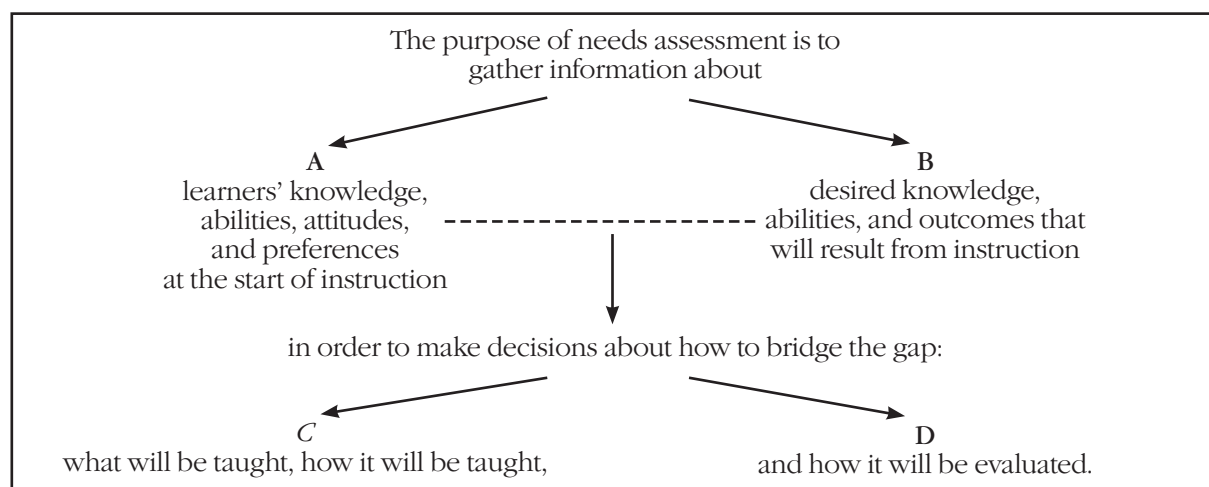 The purpose of needs assessment is to
gather information about
A
learners’ knowledge,
abilities, attitudes,
and preferences
at the start of instruction
B
desired knowledge,
abilities, and outcomes that
will result from instruction
in order to make decisions about how to bridge the gap:
C
what will be taught, how it will be taught,
D
and how it will be evaluated.